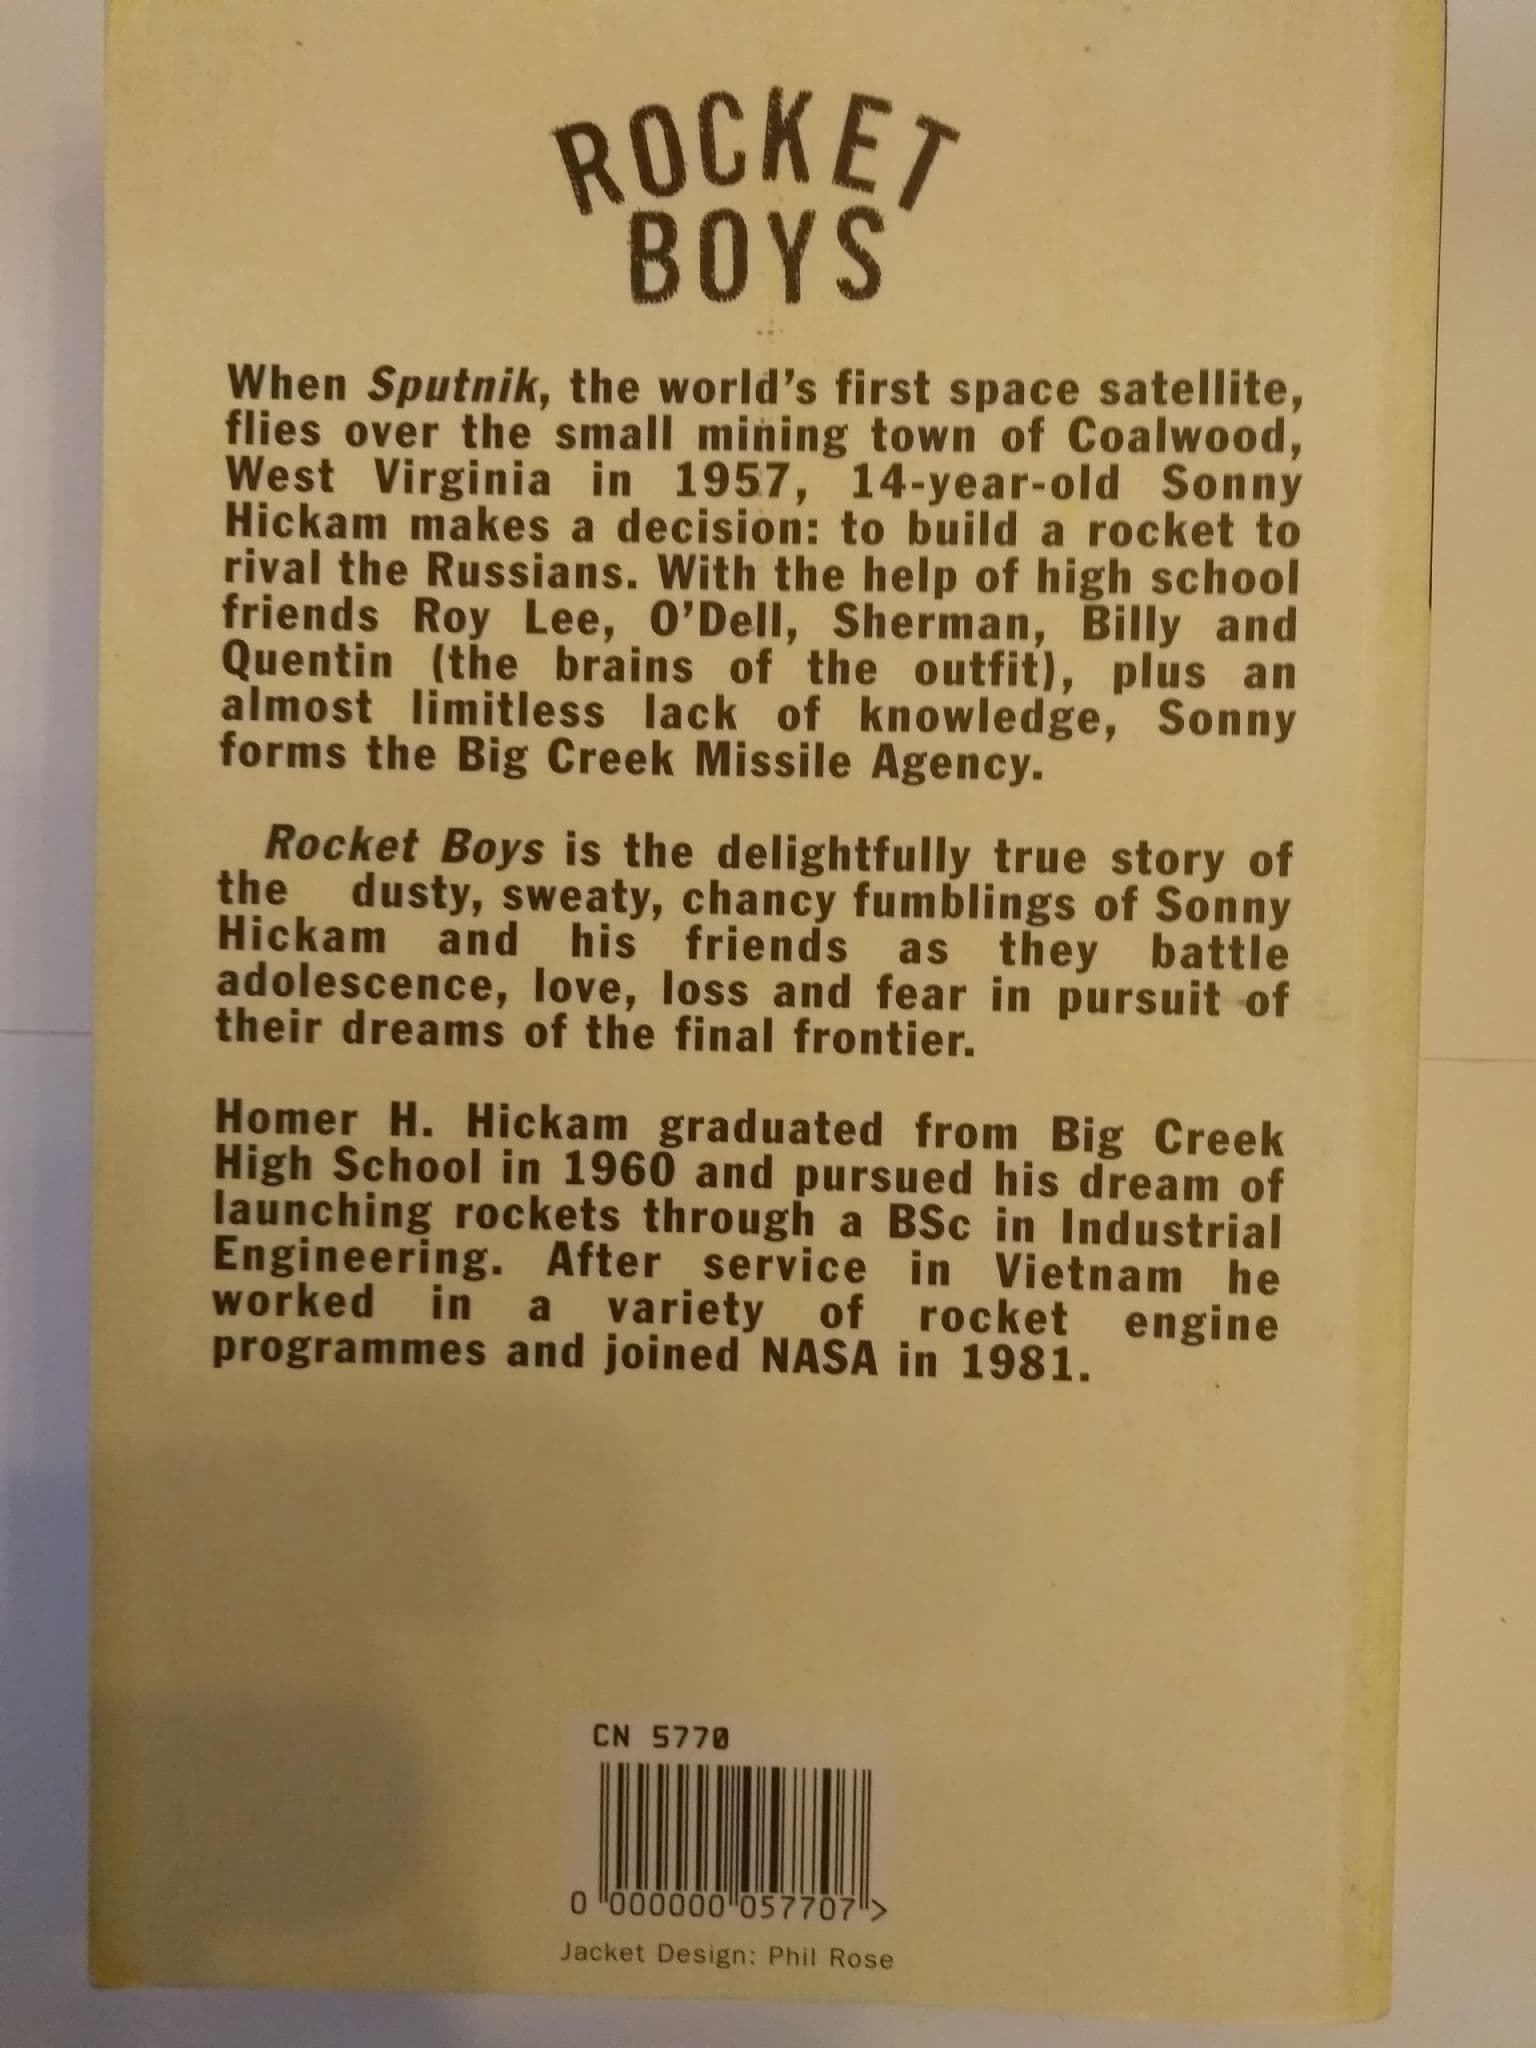 ROCKET
BOYS
When Sputnik, the world's first space satellite,
flies over the small mining town of Coalwood,
West Virginia in 1957, 14-year-old Sonny
Hickam makes a decision: to build a rocket to
rival the Russians. With the help of high school
friends Roy Lee, O'Dell, Sherman, Billy and
Quentin (the brains of the outfit), plus an
almost limitless lack of knowledge, Sonny
forms the Big Creek Missile Agency.
Rocket Boys is the delightfully true story of
the dusty, sweaty, chancy fumblings of Sonny
Hickam and his friends as they battle
adolescence, love, loss and fear in pursuit of
their dreams of the final frontier.
Homer H. Hickam graduated from Big Creek
High School in 1960 and pursued his dream of
launching rockets through a BSc in Industrial
Engineering. After service in Vietnam he
worked in a variety of rocket engine
programmes and joined NASA in 1981.
CN 5770
0 000000 057707 >
Jacket Design: Phil Rose